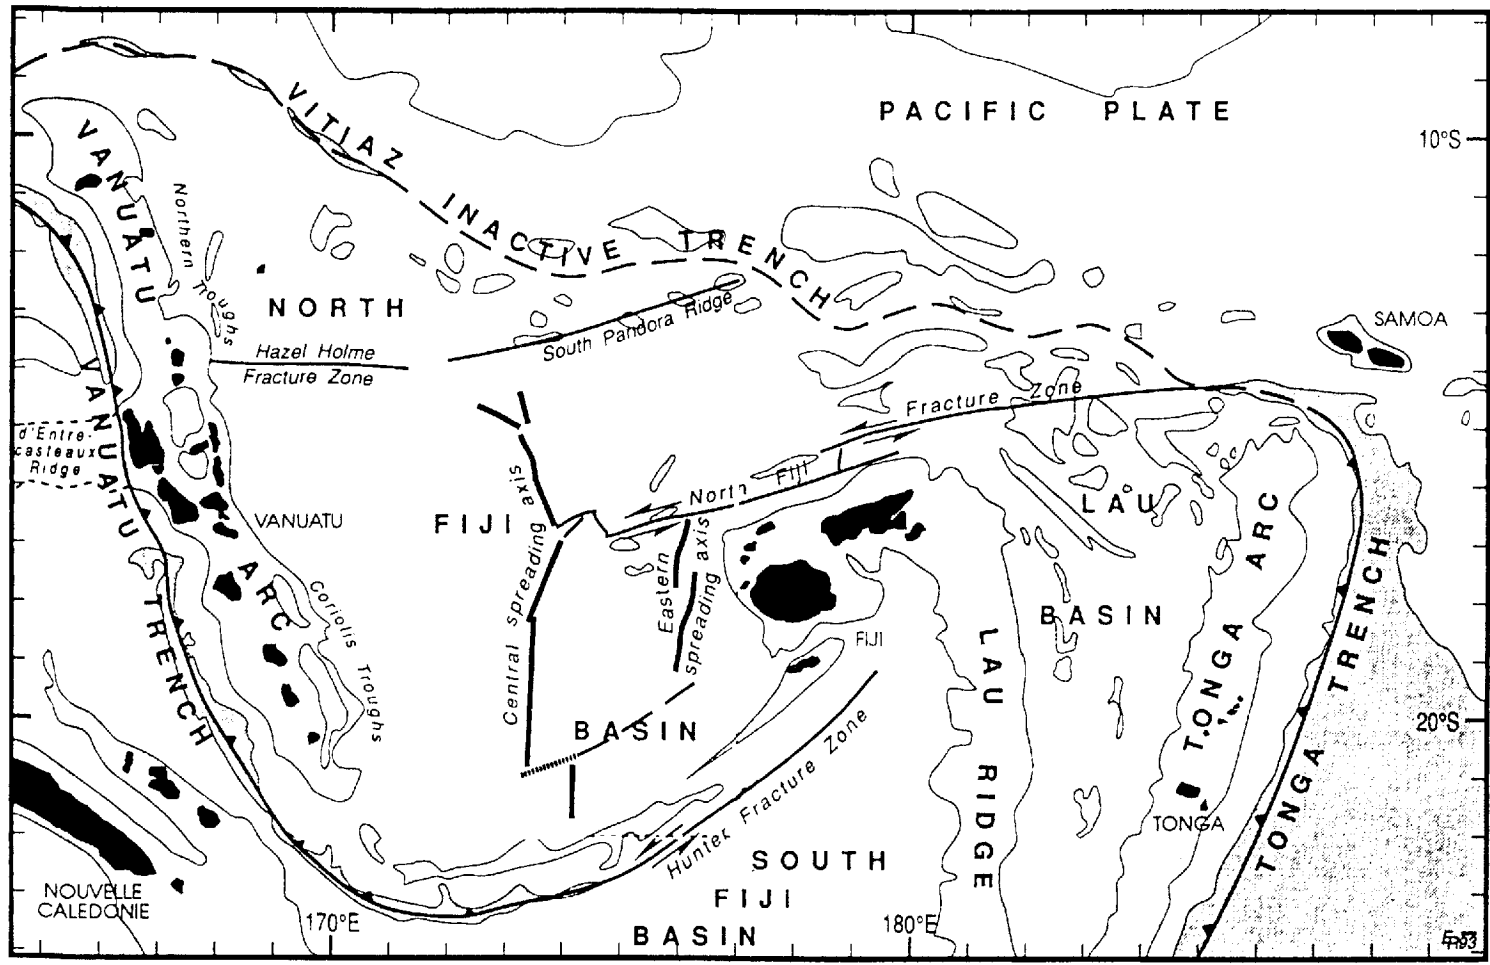 PACIFIC PLATE
10°S
VITIAZ INACTIVE TRENCH
VANUATU
Northern Troughs
NORTH
South Pandora Ridge
SAMOA
Hazel Holme
Fracture Zone
North Fiji Fracture Zone
d'Entre-
casteaux
Ridge
VANUATU TRENCH
VANUATU
FIJI
Central spreading axis
Eastern
spreading axis
LAU
BASIN
ARC
Coriolis Troughs
FIJI
LAU RIDGE
TONGA ARC
TONGA TRENCH
20°S
BASIN
Hunter Fracture Zone
TONGA
SOUTH
FIJI
BASIN
NOUVELLE
CALEDONIE
170°E
180°E